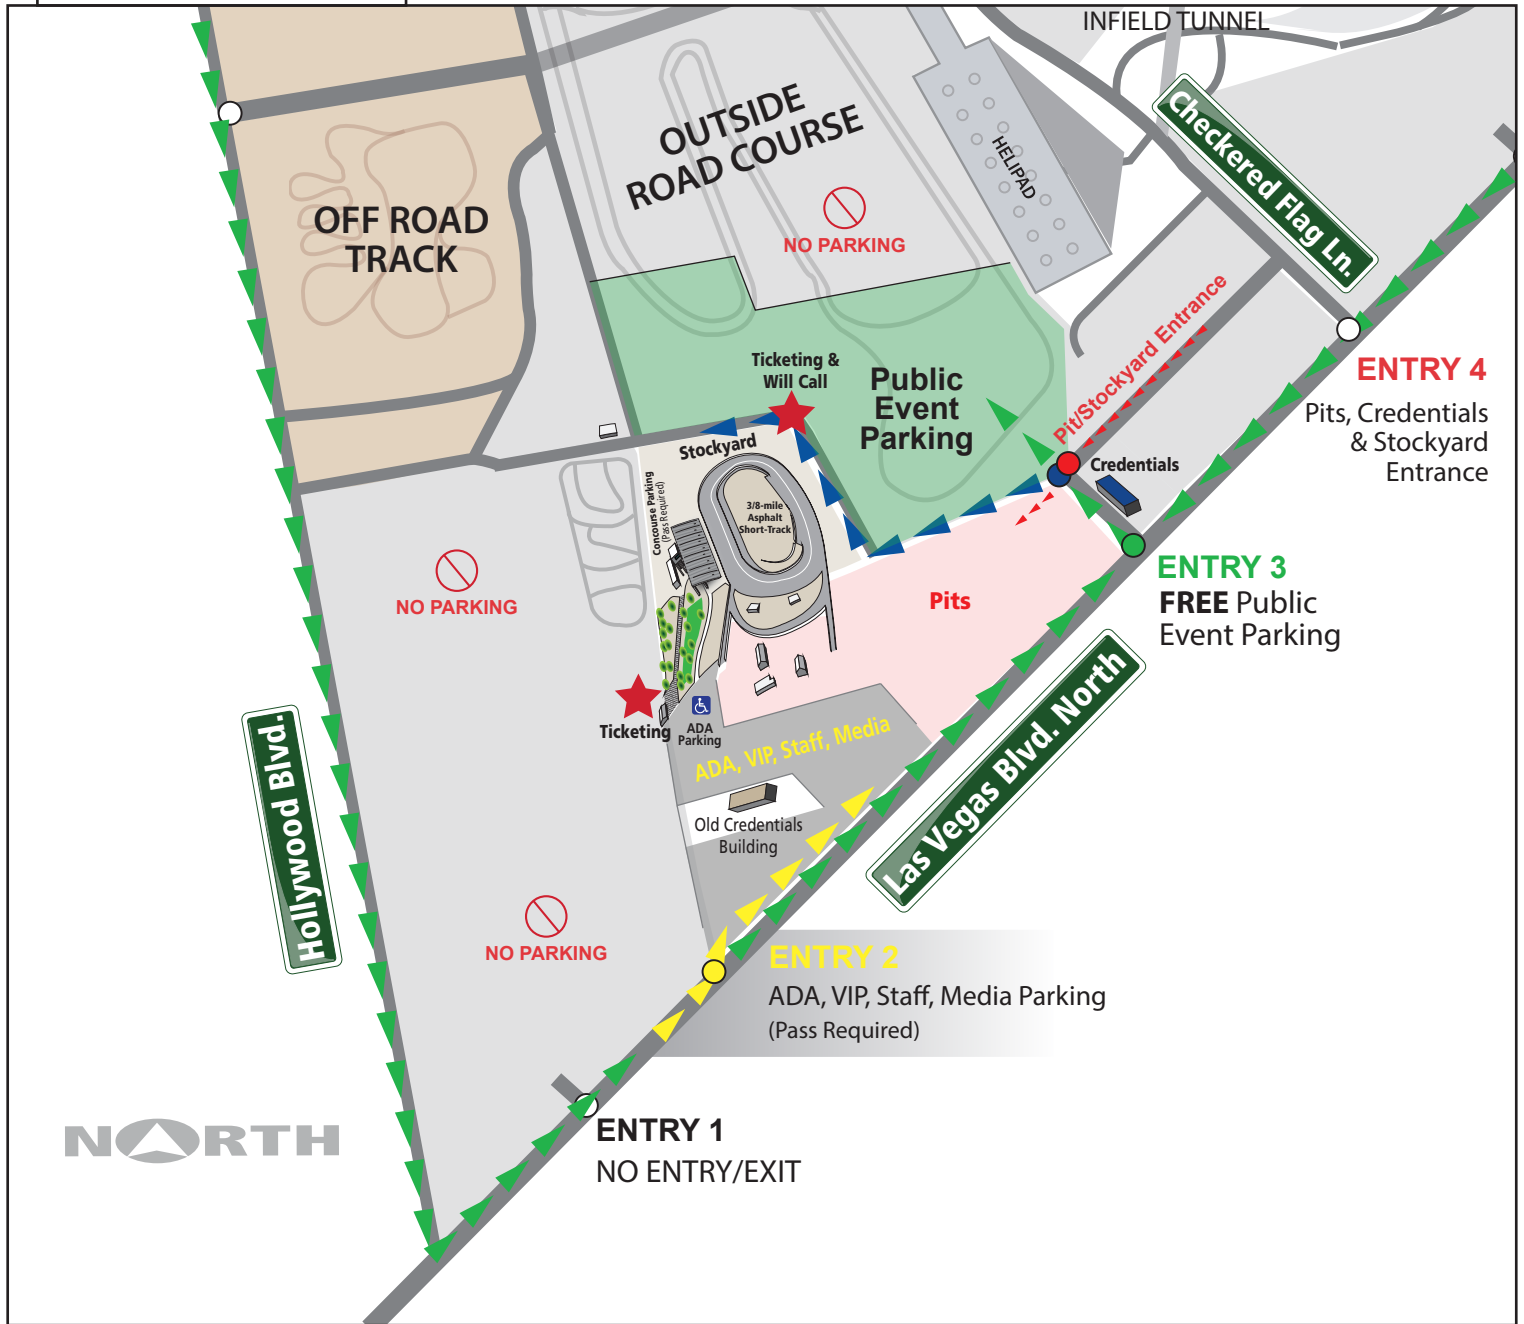 INFIELD TUNNEL
Checkered Flag Ln.
OUTSIDE
ROAD COURSE
HELIPAD
NO PARKING
OFF ROAD
TRACK
Pit/Stockyard Entrance
Ticketing &
Will Call
Public
Event
Parking
ENTRY 4
Pits, Credentials
& Stockyard
Entrance
Stockyard
Credentials
Concourse Parking
(Pass Required)
3/8-mile
Asphalt
Short-Track
NO PARKING
Pits
ENTRY 3
FREE Public
Event Parking
Ticketing
ADA
Parking
ADA, VIP, Staff, Media
Las Vegas Blvd. North
Hollywood Blvd.
Old Credentials
Building
NO PARKING
ENTRY 2
ADA, VIP, Staff, Media Parking
(Pass Required)
NORTH
ENTRY 1
NO ENTRY/EXIT